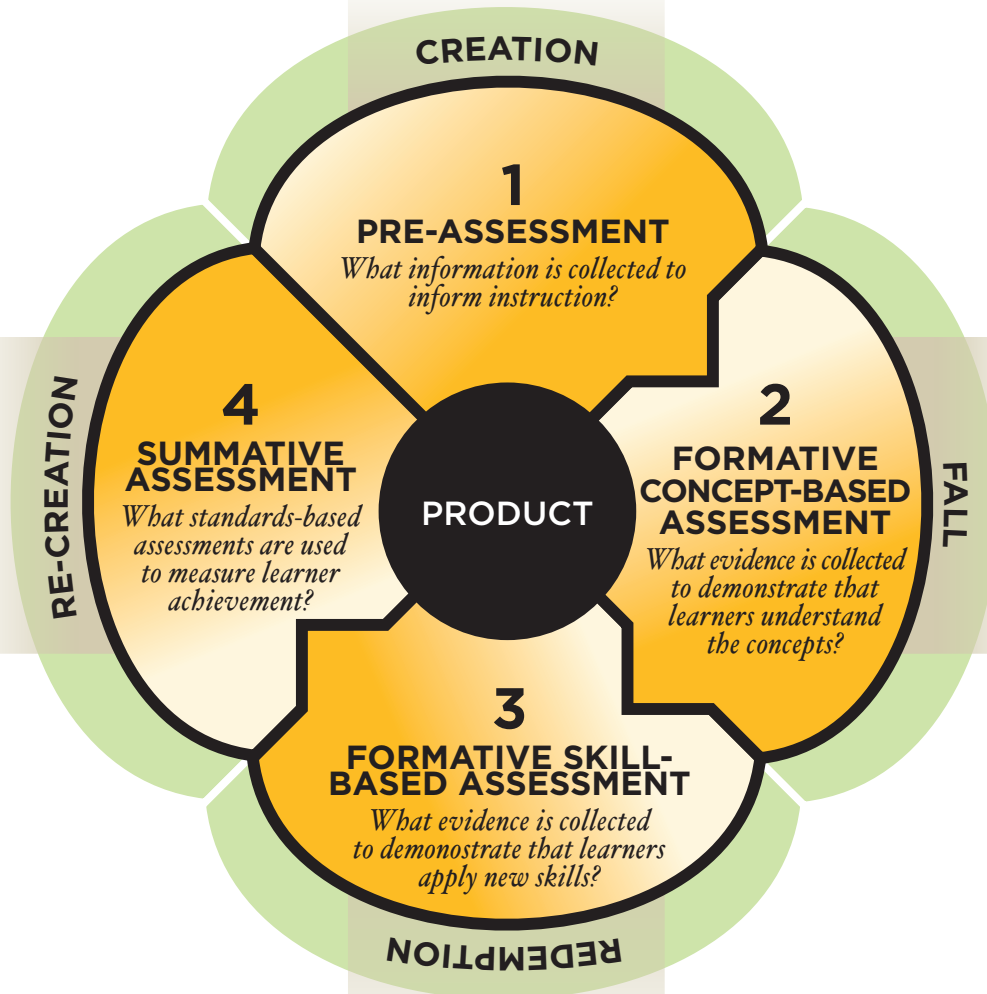 CREATION
1
PRE-ASSESSMENT
What information is collected to
inform instruction?
2
FORMATIVE
CONCEPT-BASED
ASSESSMENT
What evidence is collected
to demonstrate that
learners understand
the concepts?
FALL
3
FORMATIVE SKILL-
BASED ASSESSMENT
What evidence is collected
to demonostrate that learners
apply new skills?
REDEMPTION
4
SUMMATIVE
ASSESSMENT
What standards-based
assessments are used
to measure learner
achievement?
RE-CREATION
PRODUCT